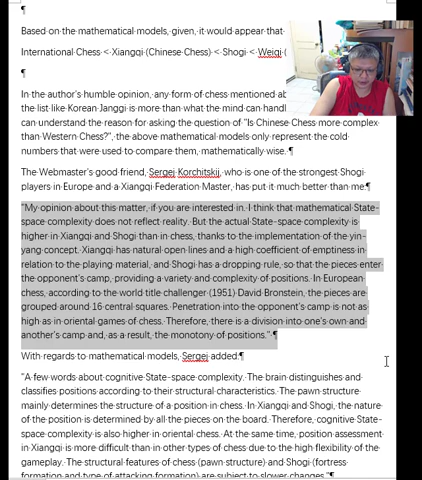 Based on the mathematical models, given, it would appear that
International Chess < Xiangqi (Chinese Chess) < Shogi < Weiqi (
In the author's humble opinion, any form of chess mentioned ab
the list like Korean Janggi is more than what the mind can handl
can understand the reason for asking the question of "Is Chinese Chess more complex
than Western Chess?", the above mathematical models only represent the cold
numbers that were used to compare them, mathematically wise.
The Webmaster's good friend, Sergej Korchitskij, who is one of the strongest Shogi
players in Europe and a Xiangqi Federation Master, has put it much better than me
"My opinion about this matter, if you are interested in. I think that mathematical State-
space complexity does not reflect reality. But the actual State-space complexity is
higher in Xiangqi and Shogi than in chess, thanks to the implementation of the yin–
yang concept. Xiangqi has natural open lines and a high coefficient of emptiness in
relation to the playing material, and Shogi has a dropping rule, so that the pieces enter
the opponent's camp, providing a variety and complexity of positions. In European
chess, according to the world title challenger (1951) David Bronstein, the pieces are
grouped around 16 central squares. Penetration into the opponent's camp is not as
high as in oriental games of chess. Therefore, there is a division into one's own and
another's camp and, as a result, the monotony of positions."
With regards to mathematical models, Sergej added:
"A few words about cognitive State-space complexity. The brain distinguishes and
classifies positions according to their structural characteristics. The pawn structure
mainly determines the structure of a position in chess. In Xiangqi and Shogi, the nature
of the position is determined by all the pieces on the board. Therefore, cognitive State-
space complexity is also higher in oriental chess. At the same time, position assessment
in Xiangqi is more difficult than in other types of chess due to the high flexibility of the
gameplay. The structural features of chess (pawn structure) and Shogi (fortress
formation and type of attacking formation) are subject to slower changes."